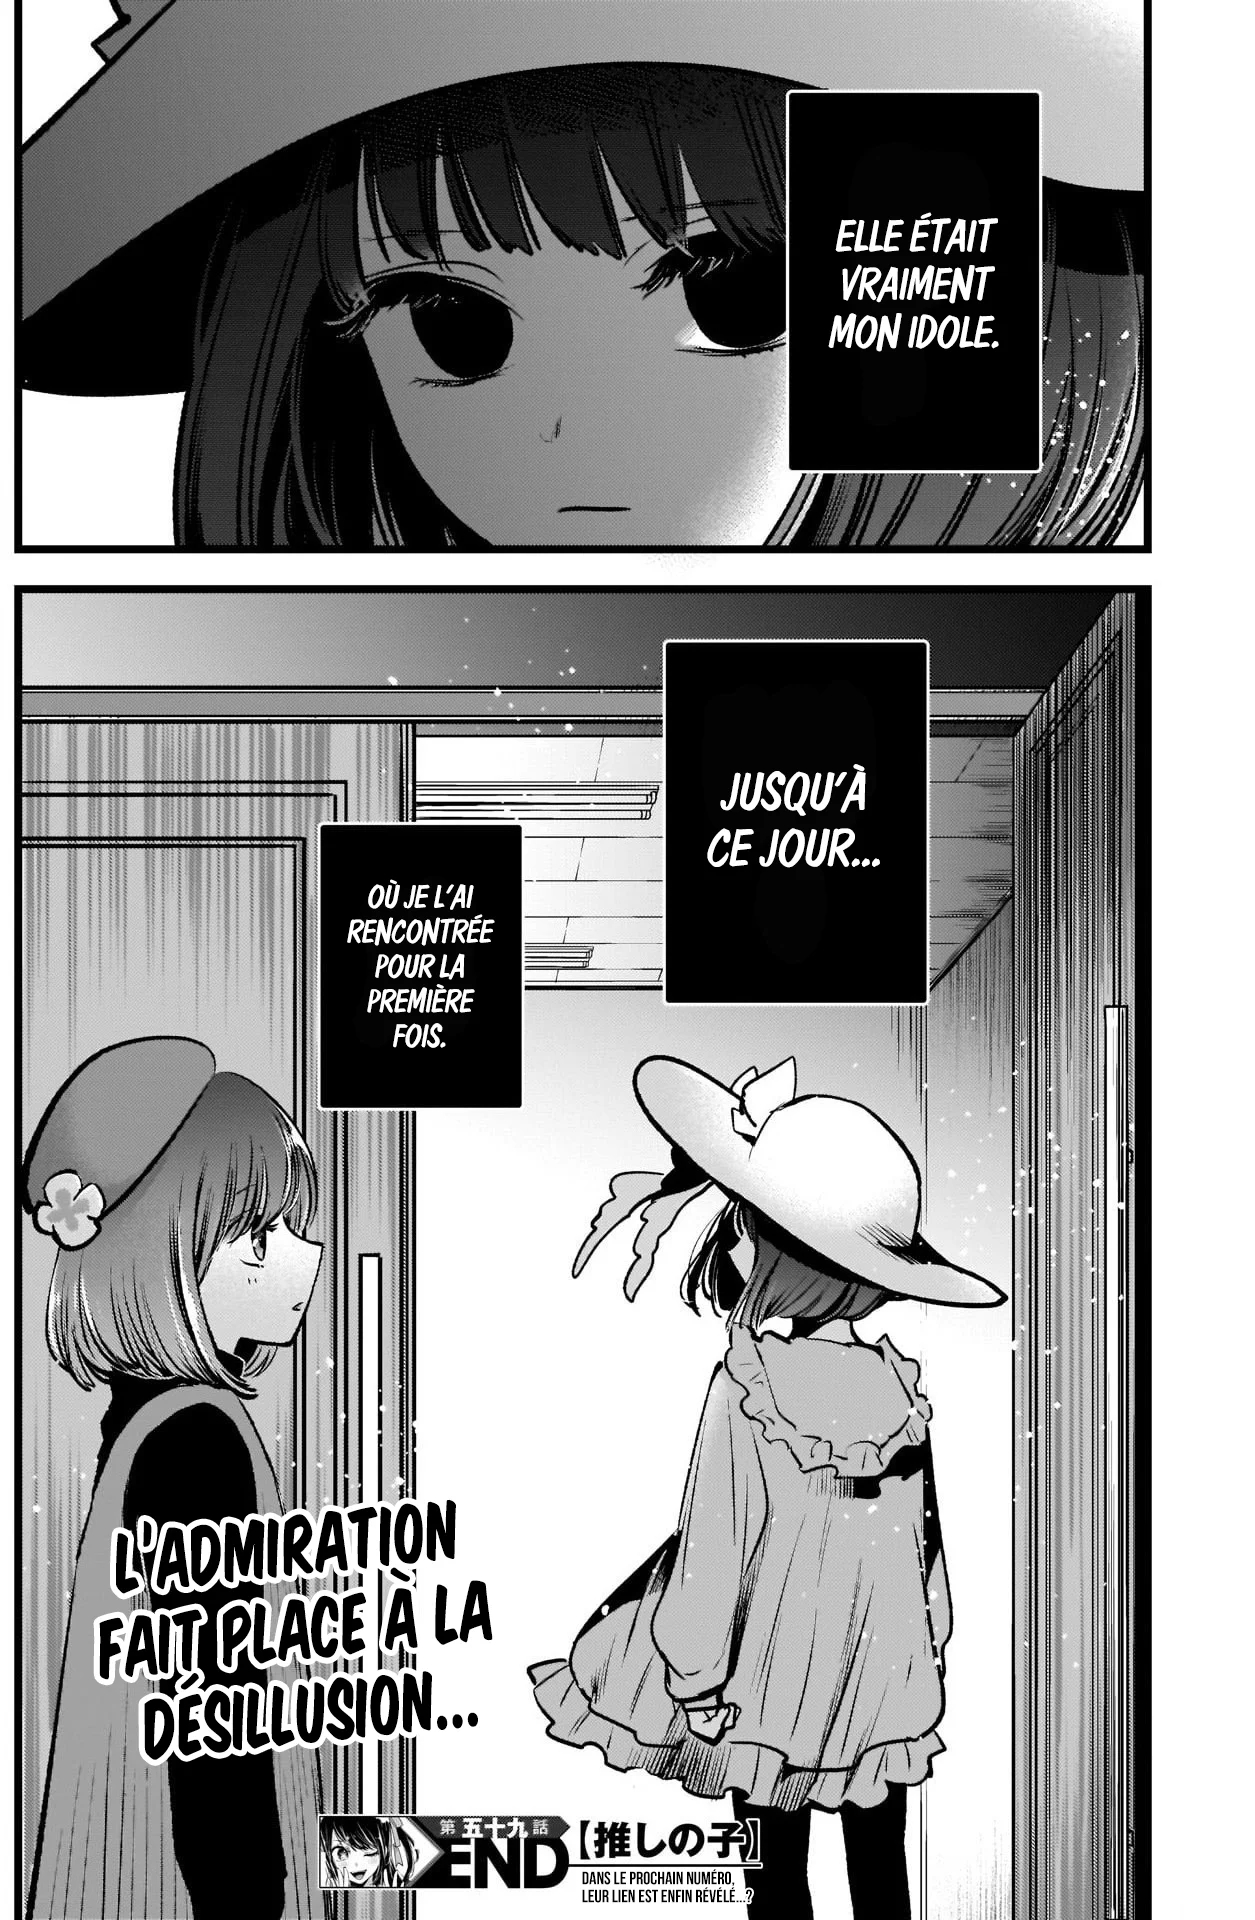 ELLE ÉTAIT
VRAIMENT
MON IDOLE.
JUSQU'À
CE JOUR...
OÙ JE L'AI
RENCONTRÉE
POUR LA
PREMIÈRE
FOIS.
L'ADMIRATION
FAIT PLACE À LA
DÉSILLUSION...
第五十九話
END
【推しの子】
DANS LE PROCHAIN NUMÉRO,
LEUR LIEN EST ENFIN RÉVÉLÉ...?